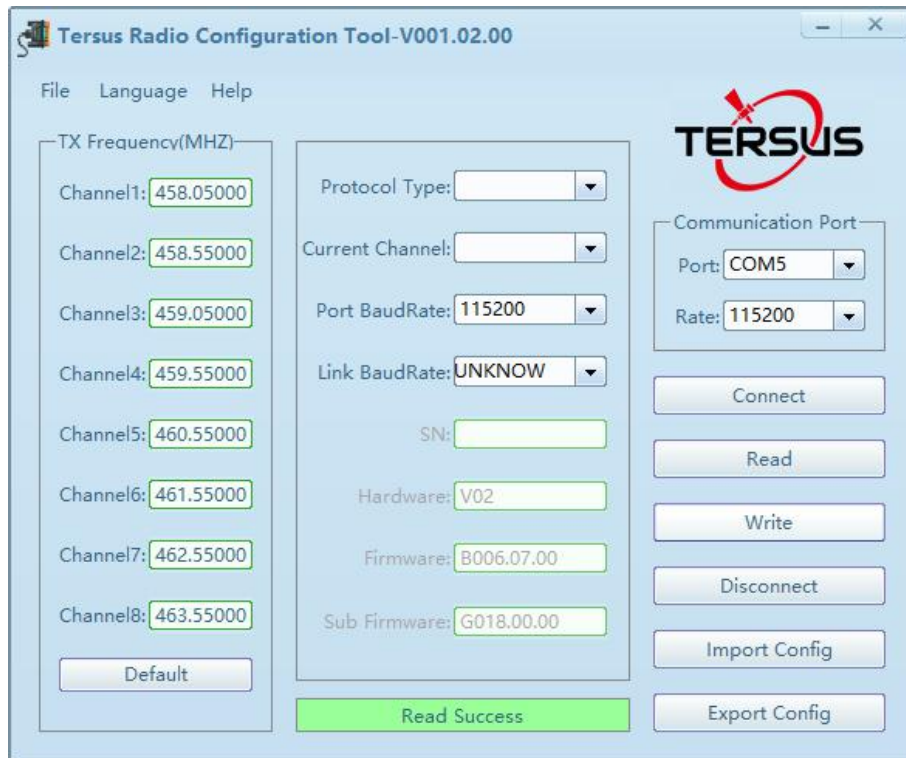 Tersus Radio Configuration Tool-V001.02.00
File Language Help
TERSUS
TX Frequency(MHZ)
Channel1: 458.05000
Channel2: 458.55000
Channel3: 459.05000
Channel4: 459.55000
Channel5: 460.55000
Channel6: 461.55000
Channel7: 462.55000
Channel8: 463.55000
Default
Protocol Type:
Current Channel:
Port BaudRate: 115200
Link BaudRate: UNKNOW
SN:
Hardware: V02
Firmware: B006.07.00
Sub Firmware: G018.00.00
Read Success
Communication Port
Port: COM5
Rate: 115200
Connect
Read
Write
Disconnect
Import Config
Export Config